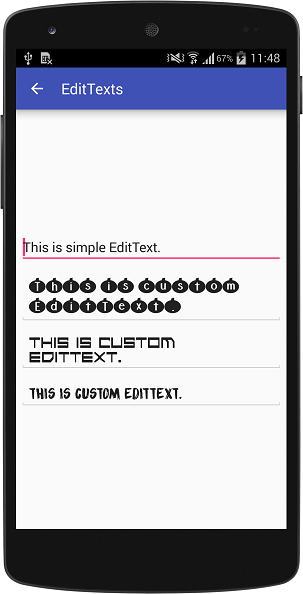 67% 11:48
EditTexts
This is simple EditText.
This is custom
EditText.
THIS IS CUSTOM
EDITTEXT.
THIS IS CUSTOM EDITTEXT.